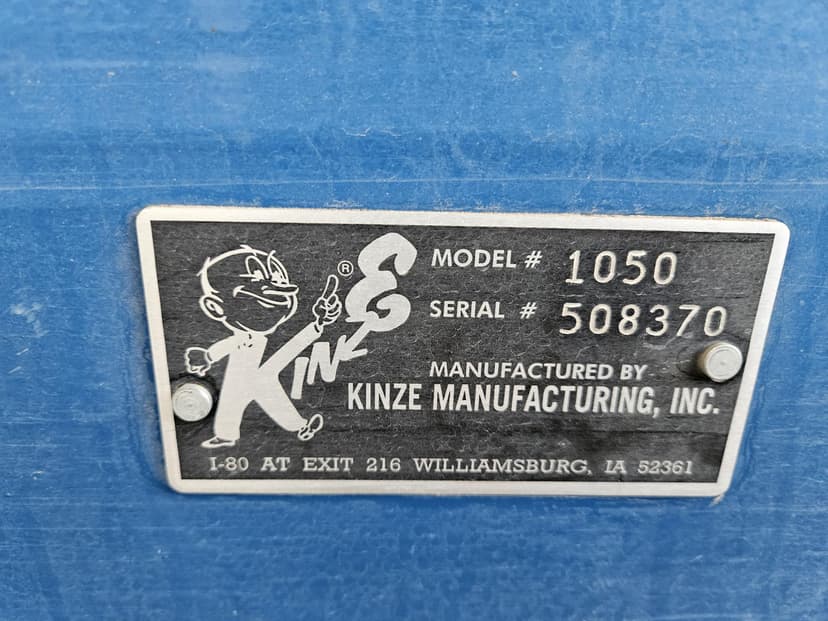 KINZE ®
MODEL # 1050
SERIAL # 508370
MANUFACTURED BY
KINZE MANUFACTURING, INC.
I-80 AT EXIT 216 WILLIAMSBURG, IA 52361